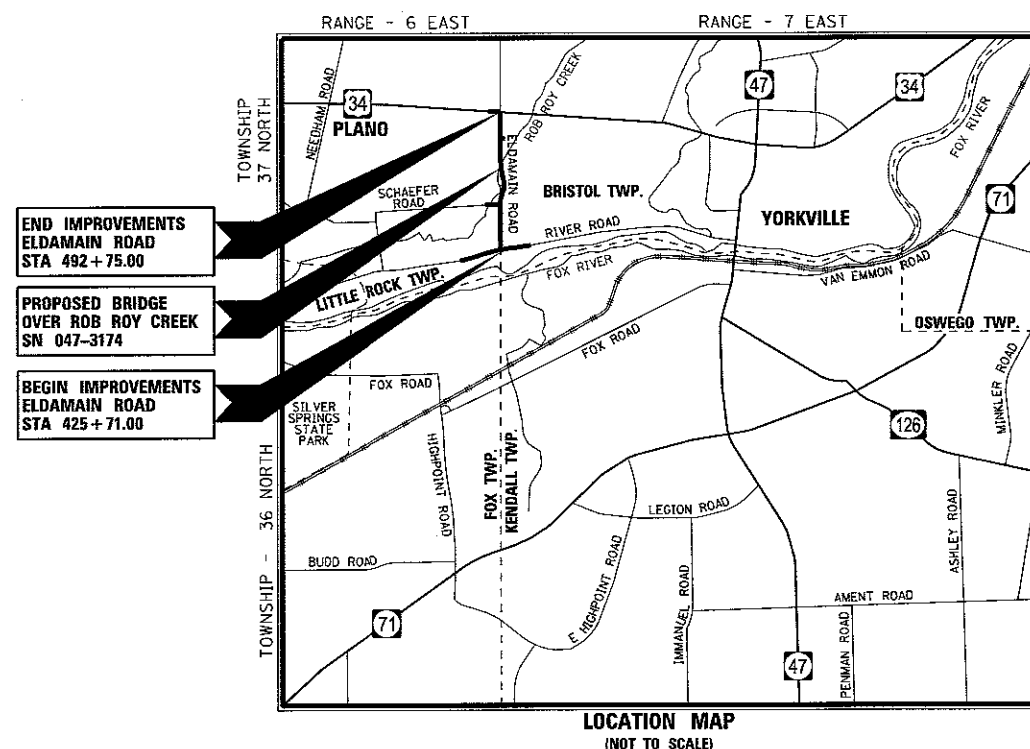 RANGE - 6 EAST
RANGE - 7 EAST
TOWNSHIP
37 NORTH
TOWNSHIP - 36 NORTH
NEEDHAM ROAD
34
PLANO
ELDAMAIN ROAD
ROB ROY CREEK
47
34
FOX RIVER
71
SCHAEFER
ROAD
BRISTOL TWP.
YORKVILLE
RIVER ROAD
LITTLE ROCK TWP.
FOX RIVER
VAN EMMON ROAD
OSWEGO TWP.
END IMPROVEMENTS
ELDAMAIN ROAD
STA 492+75.00
PROPOSED BRIDGE
OVER ROB ROY CREEK
SN 047-3174
BEGIN IMPROVEMENTS
ELDAMAIN ROAD
STA 425+71.00
FOX ROAD
FOX ROAD
SILVER
SPRINGS
STATE
PARK
HIGHPOINT ROAD
FOX TWP.
KENDALL TWP.
MINKLER ROAD
126
LEGION ROAD
ASHLEY ROAD
BUDD ROAD
E HIGHPOINT ROAD
IMMANUEL ROAD
AMENT ROAD
PENMAN ROAD
71
47
LOCATION MAP
(NOT TO SCALE)